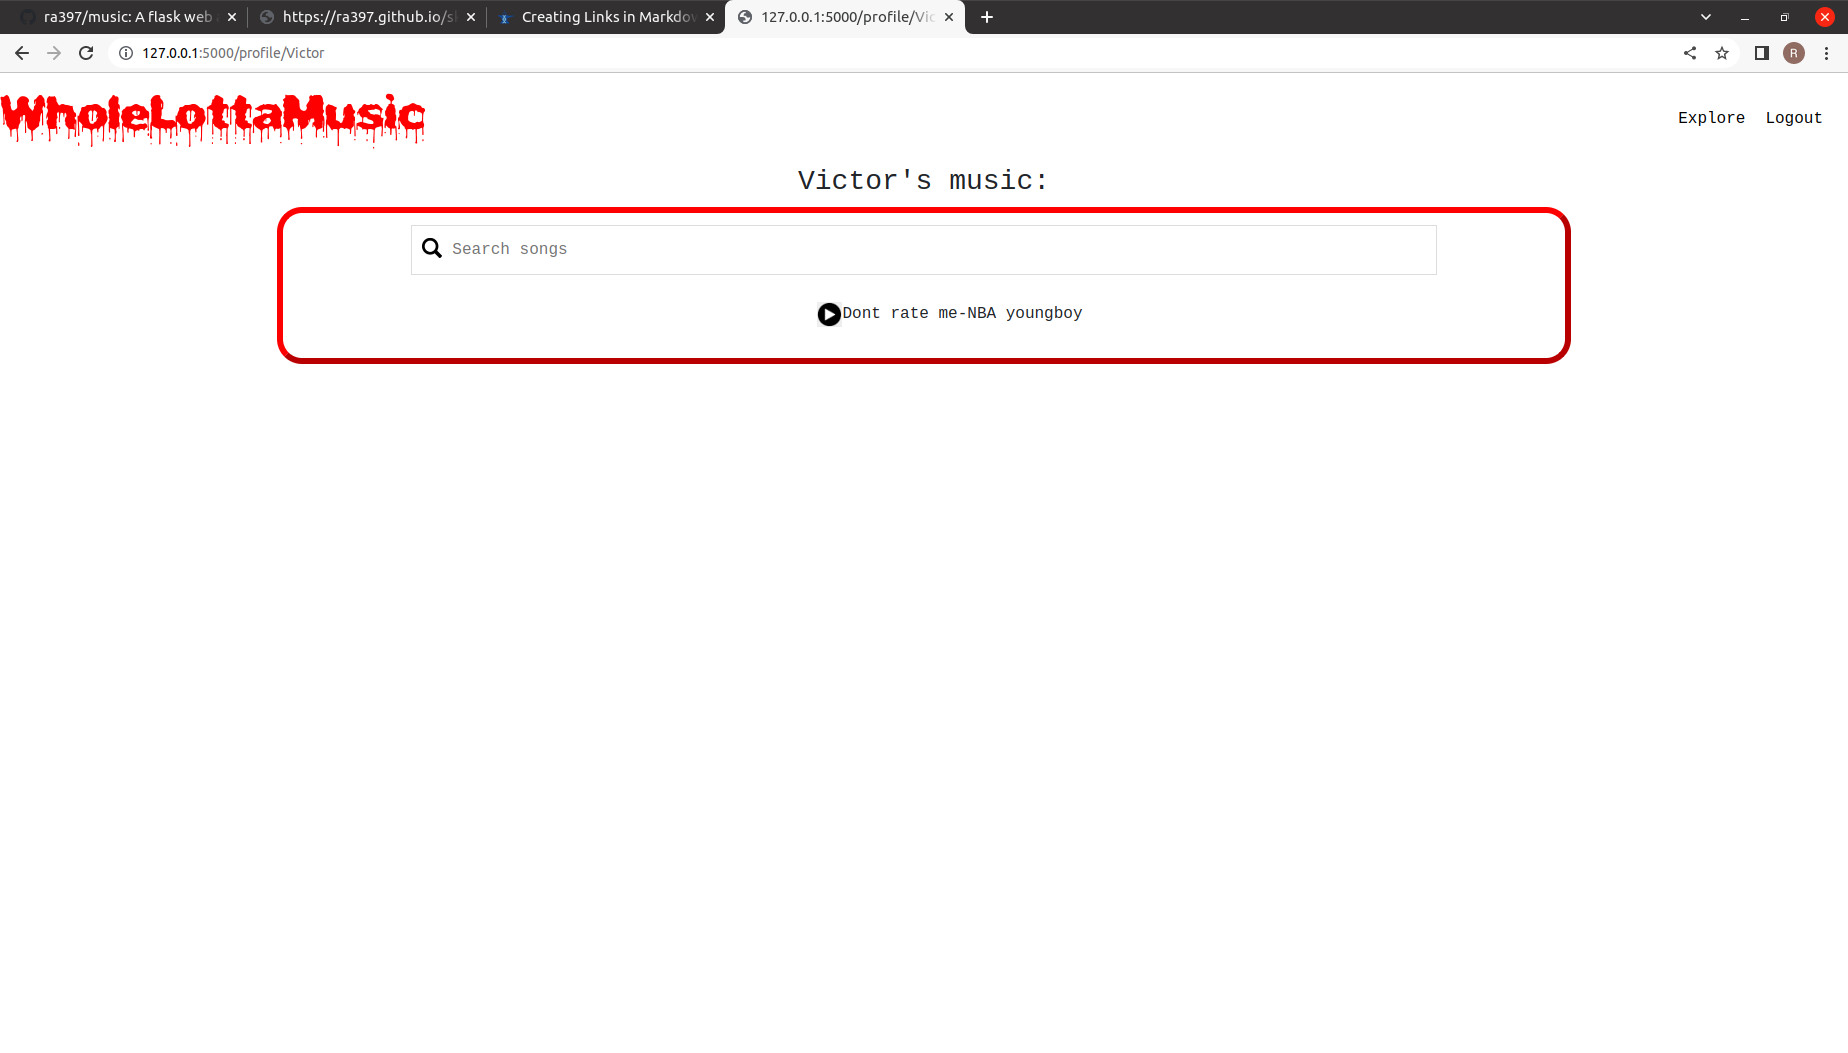 ra397/music: A flask web
https://ra397.github.io/s
Creating Links in Markdow
127.0.0.1:5000/profile/Vic
127.0.0.1:5000/profile/Victor
R
WholeLottaMusic
Explore Logout
Victor's music:
Search songs
Dont rate me-NBA youngboy